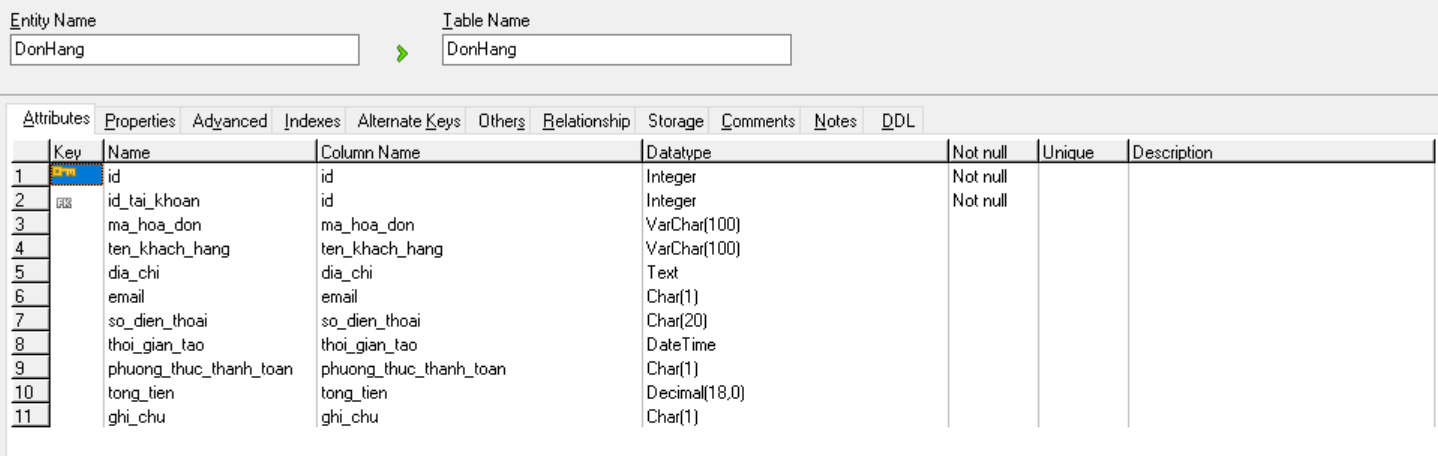 Entity Name Table Name
DonHang DonHang
Attributes Properties Advanced Indexes Alternate Keys Others Relationship Storage Comments Notes DDL
Key Name Column Name Datatype Not null Unique Description
1 id id Integer Not null
2 FK id_tai_khoan id Integer Not null
3 ma_hoa_don ma_hoa_don VarChar(100)
4 ten_khach_hang ten_khach_hang VarChar(100)
5 dia_chi dia_chi Text
6 email email Char(1)
7 so_dien_thoai so_dien_thoai Char(20)
8 thoi_gian_tao thoi_gian_tao DateTime
9 phuong_thuc_thanh_toan phuong_thuc_thanh_toan Char(1)
10 tong_tien tong_tien Decimal(18,0)
11 ghi_chu ghi_chu Char(1)